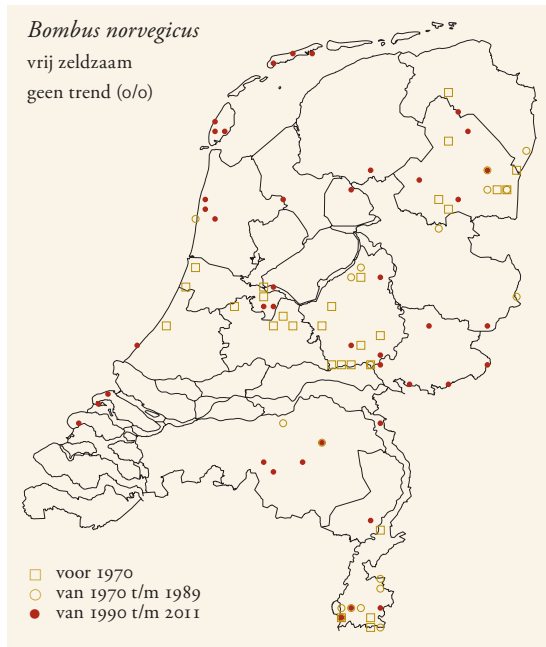 Bombus norvegicus
vrij zeldzaam
geen trend (0/0)
voor 1970
van 1970 t/m 1989
van 1990 t/m 2011